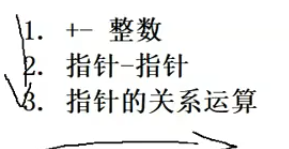 1. +- 整数
2. 指针-指针
3. 指针的关系运算